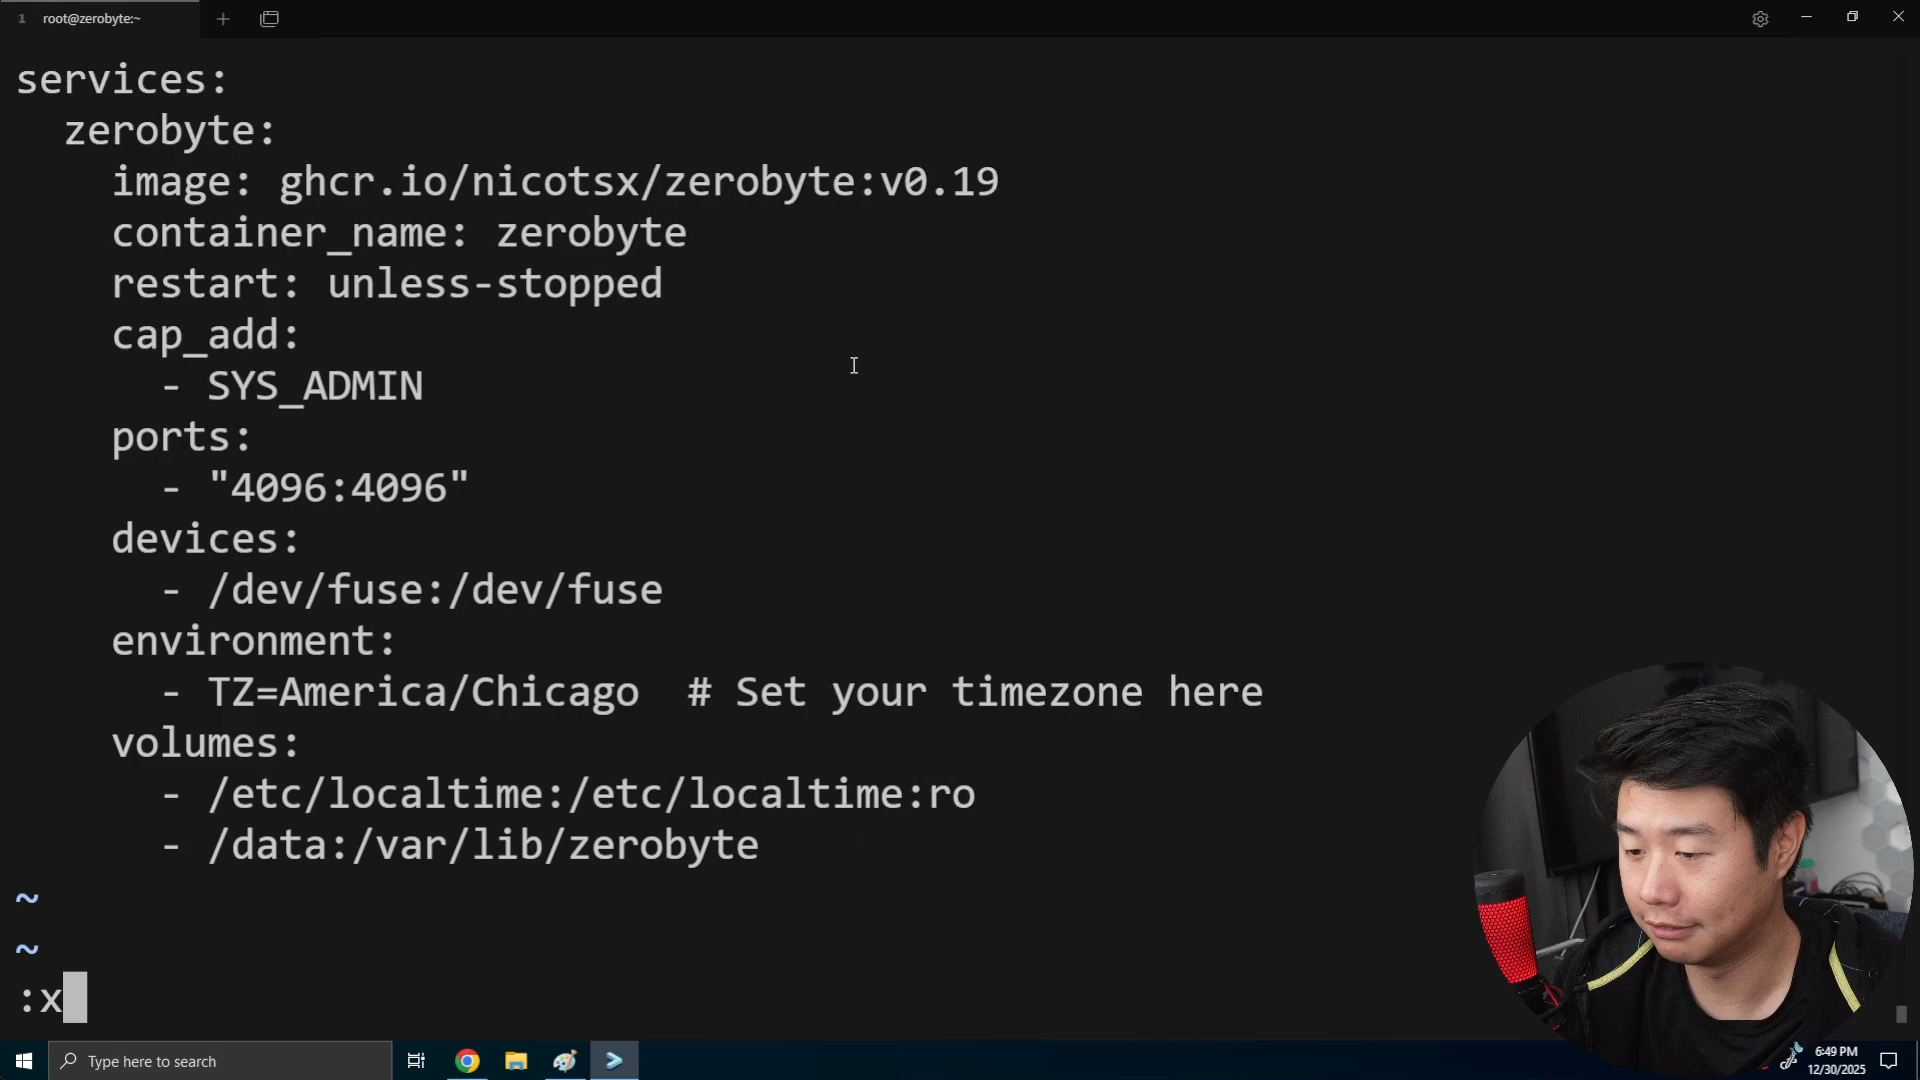 1 root@zerobyte:~
services:
zerobyte:
image: ghcr.io/nicotsx/zerobyte:v0.19
container_name: zerobyte
restart: unless-stopped
cap_add:
- SYS_ADMIN
ports:
- "4096:4096"
devices:
- /dev/fuse:/dev/fuse
environment:
- TZ=America/Chicago  # Set your timezone here
volumes:
- /etc/localtime:/etc/localtime:ro
- /data:/var/lib/zerobyte
~
~
:x
Type here to search
6:49 PM
12/30/2025